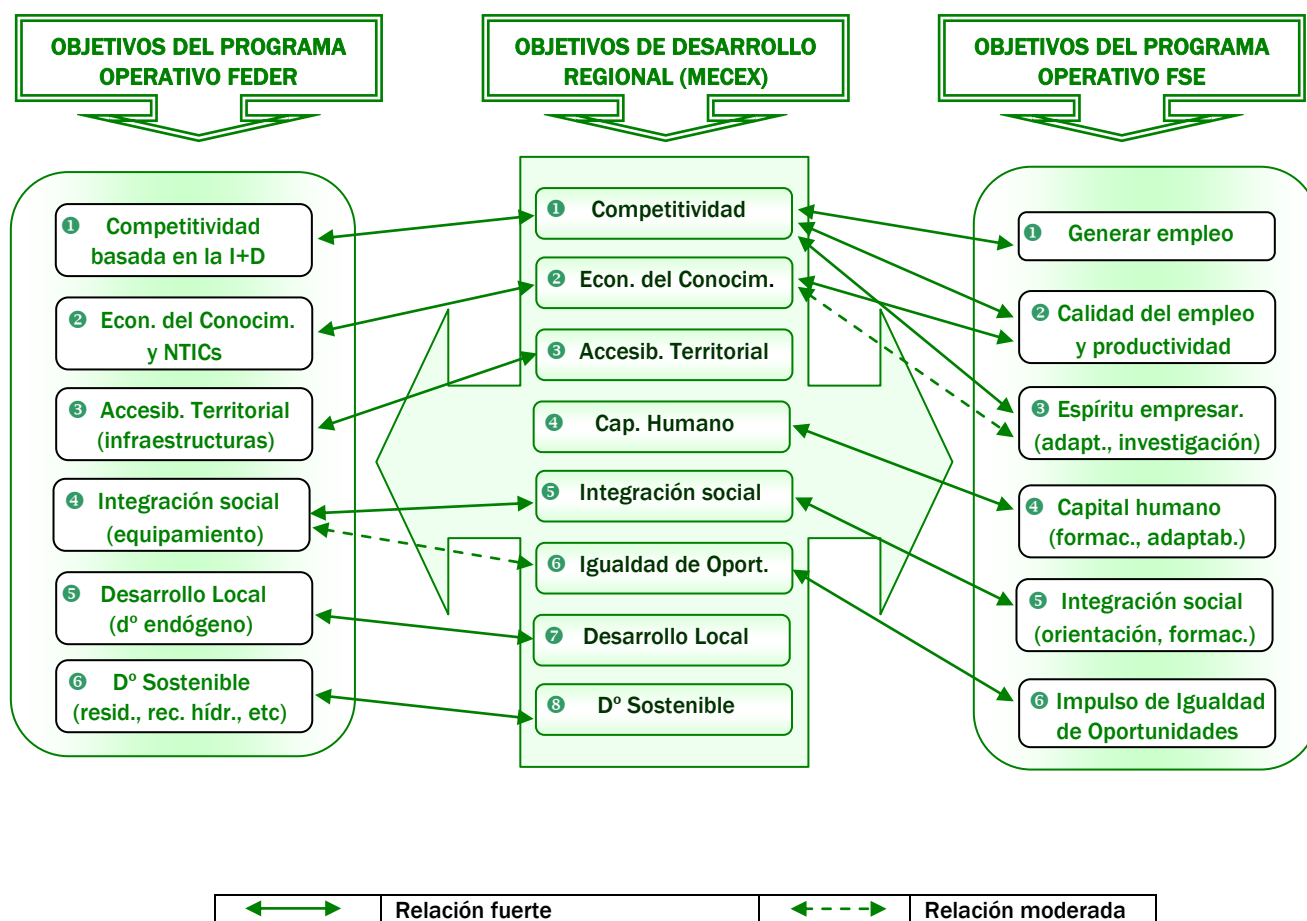 OBJETIVOS DEL PROGRAMA
OPERATIVO FEDER
OBJETIVOS DE DESARROLLO
REGIONAL (MECEX)
OBJETIVOS DEL PROGRAMA
OPERATIVO FSE
❶ Competitividad
basada en la I+D
❷ Econ. del Conocim.
y NTICs
❸ Accesib. Territorial
(infraestructuras)
❹ Integración social
(equipamiento)
❺ Desarrollo Local
(dº endógeno)
❻ Dº Sostenible
(resid., rec. hídr., etc)
❶ Competitividad
❷ Econ. del Conocim.
❸ Accesib. Territorial
❹ Cap. Humano
❺ Integración social
❻ Igualdad de Oport.
❼ Desarrollo Local
❽ Dº Sostenible
❶ Generar empleo
❷ Calidad del empleo
y productividad
❸ Espíritu empresar.
(adapt., investigación)
❹ Capital humano
(formac., adaptab.)
❺ Integración social
(orientación, formac.)
❻ Impulso de Igualdad
de Oportunidades
Relación fuerte
Relación moderada